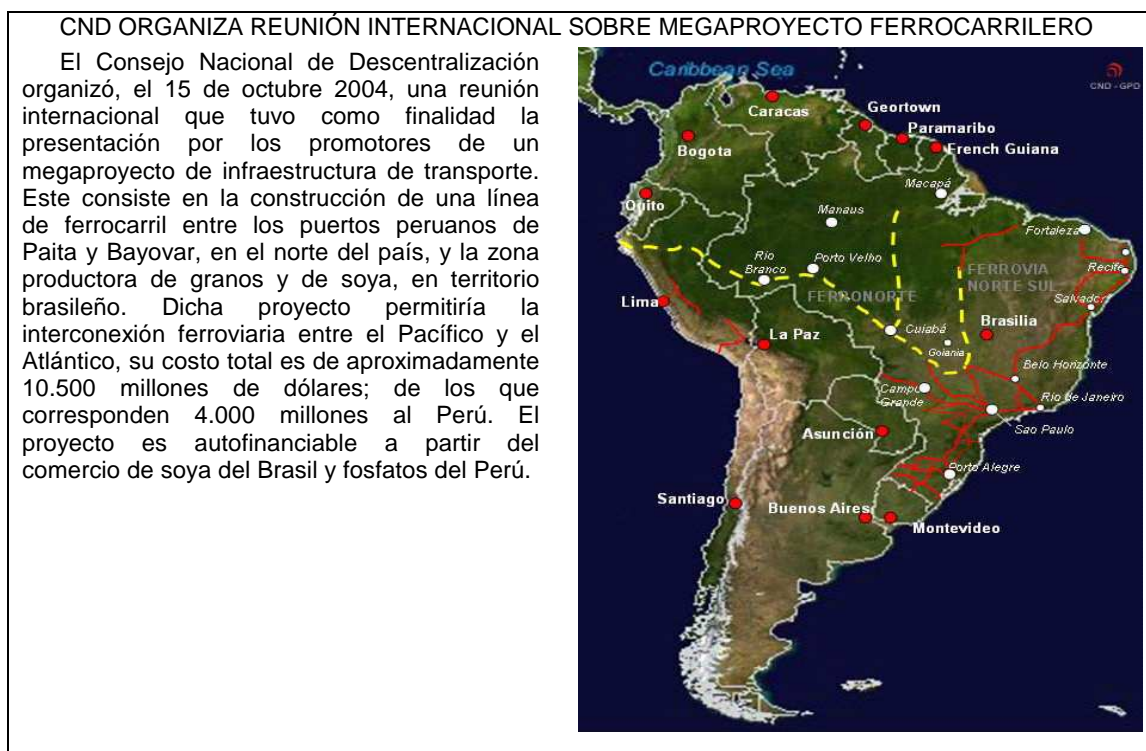 CND ORGANIZA REUNIÓN INTERNACIONAL SOBRE MEGAPROYECTO FERROCARRILERO
El Consejo Nacional de Descentralización
organizó, el 15 de octubre 2004, una reunión
internacional que tuvo como finalidad la
presentación por los promotores de un
megaproyecto de infraestructura de transporte.
Este consiste en la construcción de una línea
de ferrocarril entre los puertos peruanos de
Paita y Bayovar, en el norte del país, y la zona
productora de granos y de soya, en territorio
brasileño. Dicha proyecto permitiría la
interconexión ferroviaria entre el Pacífico y el
Atlántico, su costo total es de aproximadamente
10.500 millones de dólares; de los que
corresponden 4.000 millones al Perú. El
proyecto es autofinanciable a partir del
comercio de soya del Brasil y fosfatos del Perú.
Caribbean Sea
CND - GPD
Caracas
Geortown
Paramaribo
French Guiana
Bogota
Macapá
Quito
Manaus
Fortaleza
Rio
Branco
Porto Velho
FERROVIA
NORTE SUL
Recife
FERRONORTE
Salvador
Lima
Cuiabá
Brasilia
La Paz
Goiania
Belo Horizonte
Campo
Grande
Rio de Janeiro
Sao Paulo
Asunción
Porto Alegre
Santiago
Buenos Aires
Montevideo